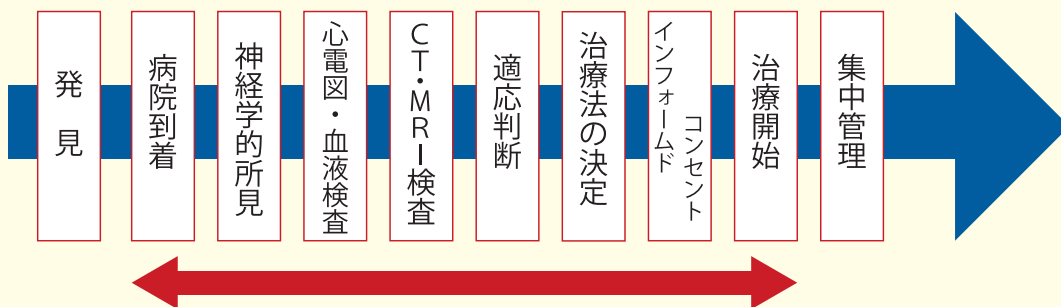 発見
病院到着
神経学的所見
心電図・血液検査
CT・MRI検査
適応判断
治療法の決定
インフォームド
コンセント
治療開始
集中管理